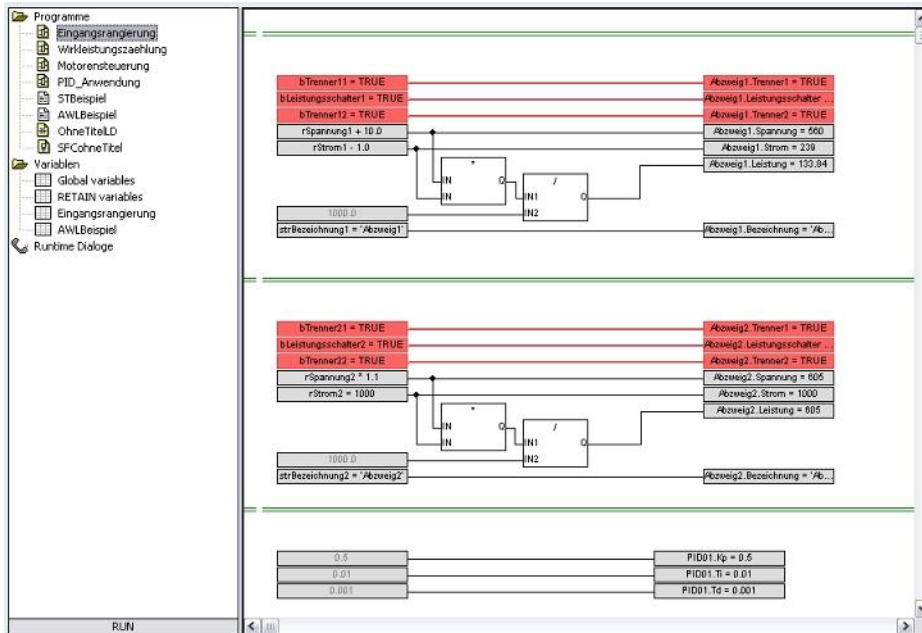 Programme
Eingangsrangierung
Wirkleistungszaehlung
Motorensteuerung
PID_Anwendung
STBeispiel
AWLBeispiel
OhneTitelLD
SFCohneTitel
Variablen
Global variables
RETAIN variables
Eingangsrangierung
AWLBeispiel
Runtime Dialoge
RUN
bTrenner11 = TRUE
Abzweig1.Trenner1 = TRUE
bLeistungsschalter1 = TRUE
Abzweig1.Leistungsschalter ...
bTrenner12 = TRUE
Abzweig1.Trenner2 = TRUE
rSpannung1 + 10.0
Abzweig1.Spannung = 560
rStrom1 - 1.0
Abzweig1.Strom = 239
Abzweig1.Leistung = 133.84
*
IN
Q
IN
/
IN1
Q
IN2
1000.0
strBezeichnung1 = 'Abzweig1'
Abzweig1.Bezeichnung = 'Ab...
bTrenner21 = TRUE
Abzweig2.Trenner1 = TRUE
bLeistungsschalter2 = TRUE
Abzweig2.Leistungsschalter ...
bTrenner22 = TRUE
Abzweig2.Trenner2 = TRUE
rSpannung2 * 1.1
Abzweig2.Spannung = 605
rStrom2 = 1000
Abzweig2.Strom = 1000
Abzweig2.Leistung = 605
*
IN
Q
IN
/
IN1
Q
IN2
1000.0
strBezeichnung2 = 'Abzweig2'
Abzweig2.Bezeichnung = 'Ab...
0.5
PID01.Kp = 0.5
0.01
PID01.Ti = 0.01
0.001
PID01.Td = 0.001